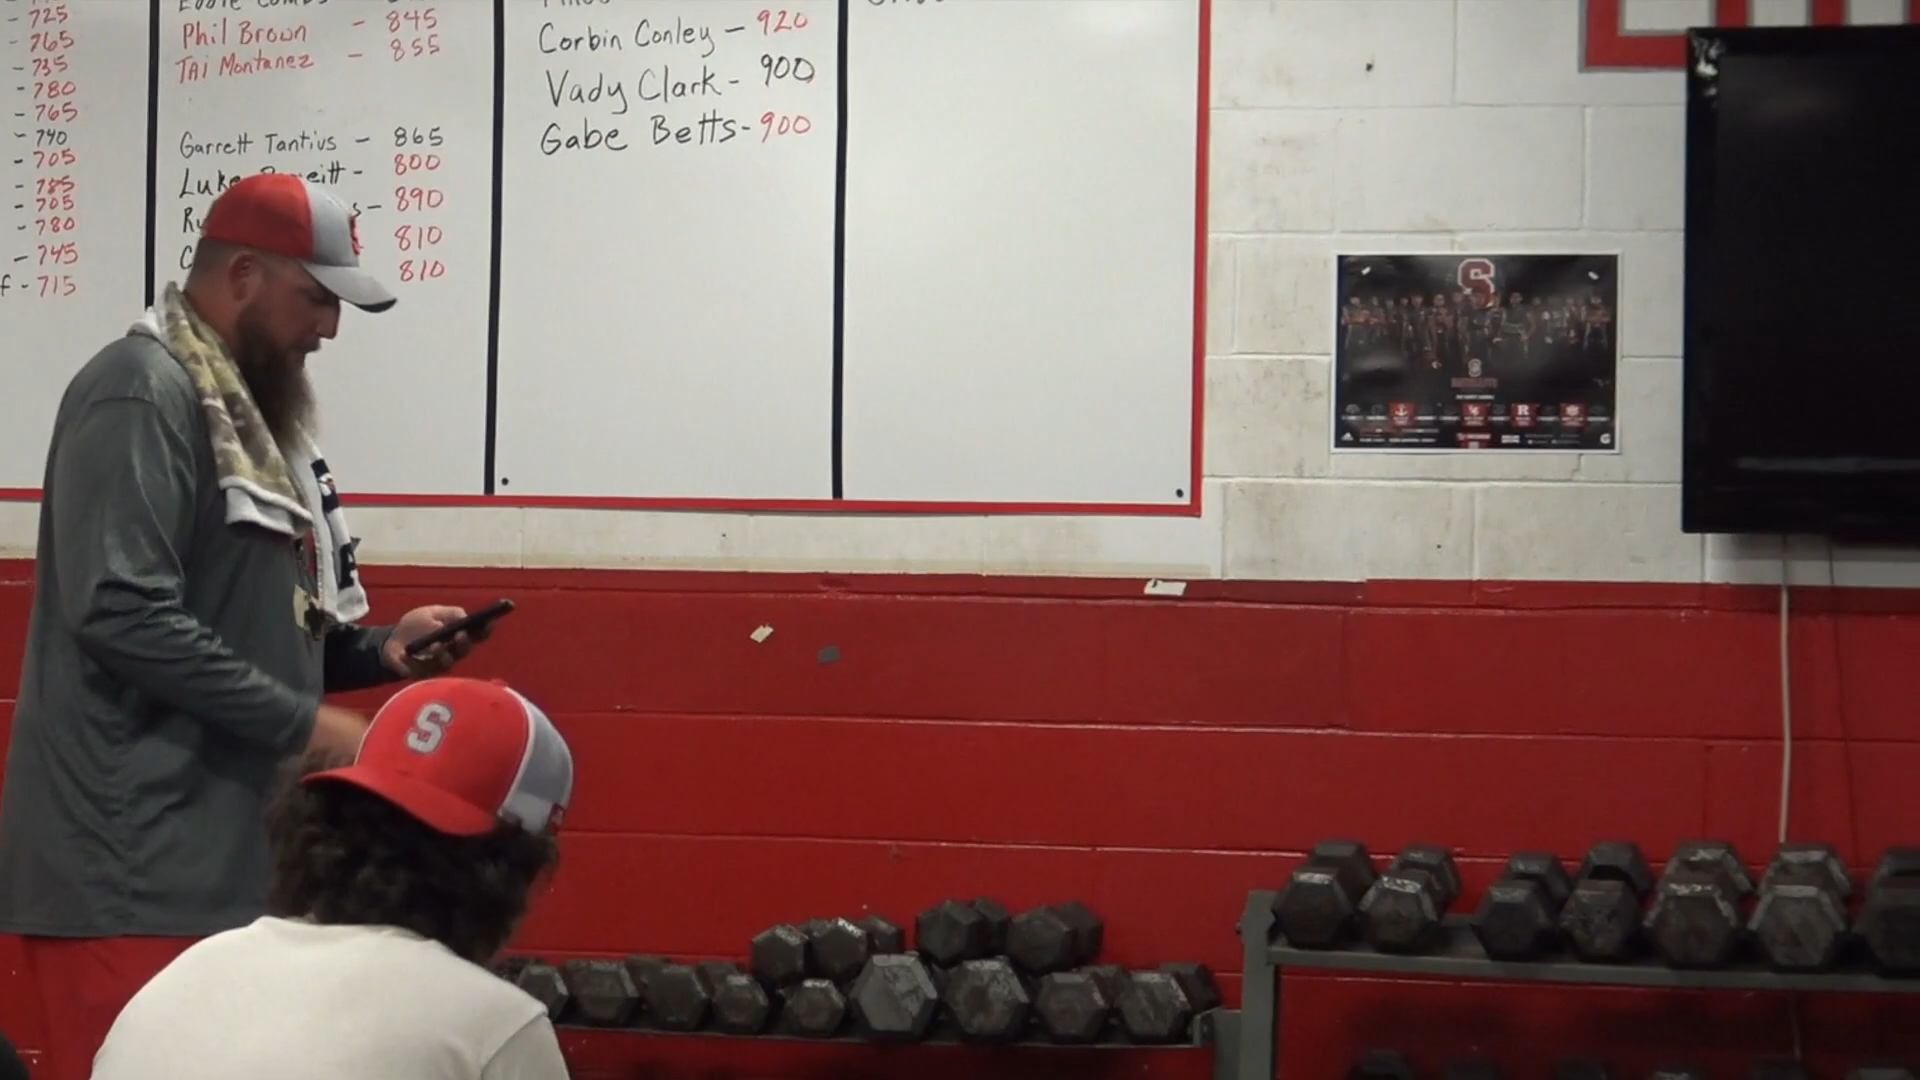 - 725
- 765
- 735
- 780
- 765
- 740
- 705
- 785
- 705
- 780
- 745
f - 715
Phil Brown - 845
TAi Montanez - 855
Garrett Tantius - 865
Luke - 800
s - 890
810
810
Corbin Conley - 920
Vady Clark - 900
Gabe Betts - 900
S
S
R